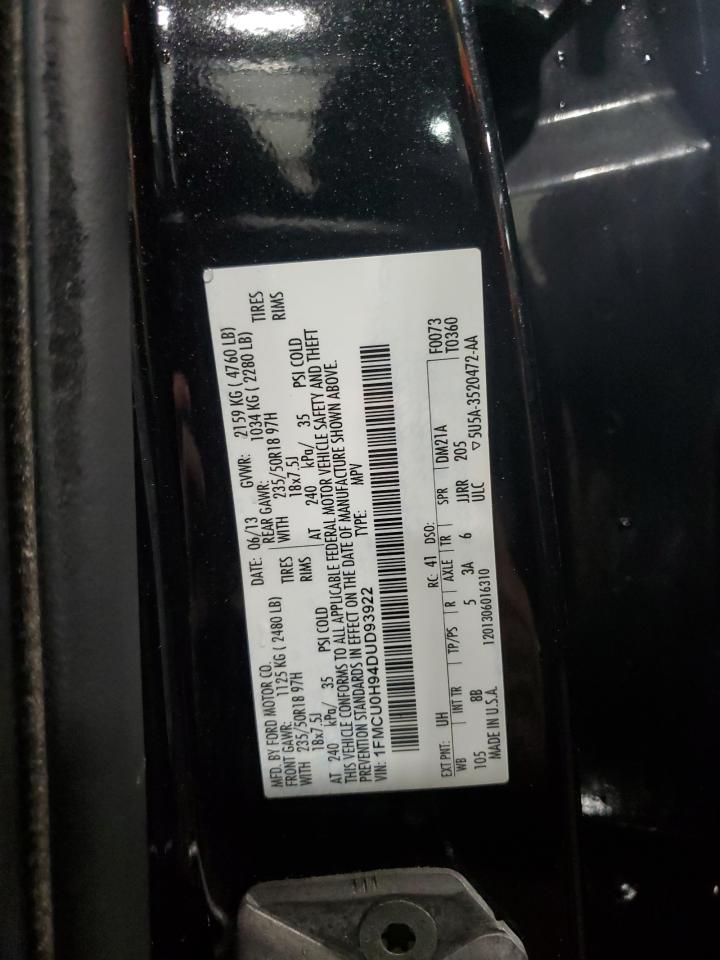 MFD. BY FORD MOTOR CO.
DATE: 06/13 GVWR: 2159 KG ( 4760 LB)
FRONT GAWR: 1125 KG ( 2480 LB) REAR GAWR: 1034 KG ( 2280 LB)
WITH 235/50R18 97H TIRES WITH 235/50R18 97H TIRES
18x7.5J RIMS 18x7.5J RIMS
AT 240 kPa/ 35 PSI COLD AT 240 kPa/ 35 PSI COLD
THIS VEHICLE CONFORMS TO ALL APPLICABLE FEDERAL MOTOR VEHICLE SAFETY AND THEFT
PREVENTION STANDARDS IN EFFECT ON THE DATE OF MANUFACTURE SHOWN ABOVE.
VIN: 1FMCU0H94DUD93922 TYPE: MPV
F0073
EXT PNT: UH RC: 41 DSO: T0360
WB INT TR TP/PS R AXLE TR SPR DM21A
105 8B 5 3A 6 JJRR 205
MADE IN U.S.A. 1201306016310 ULC ▽5U5A-3520472-AA